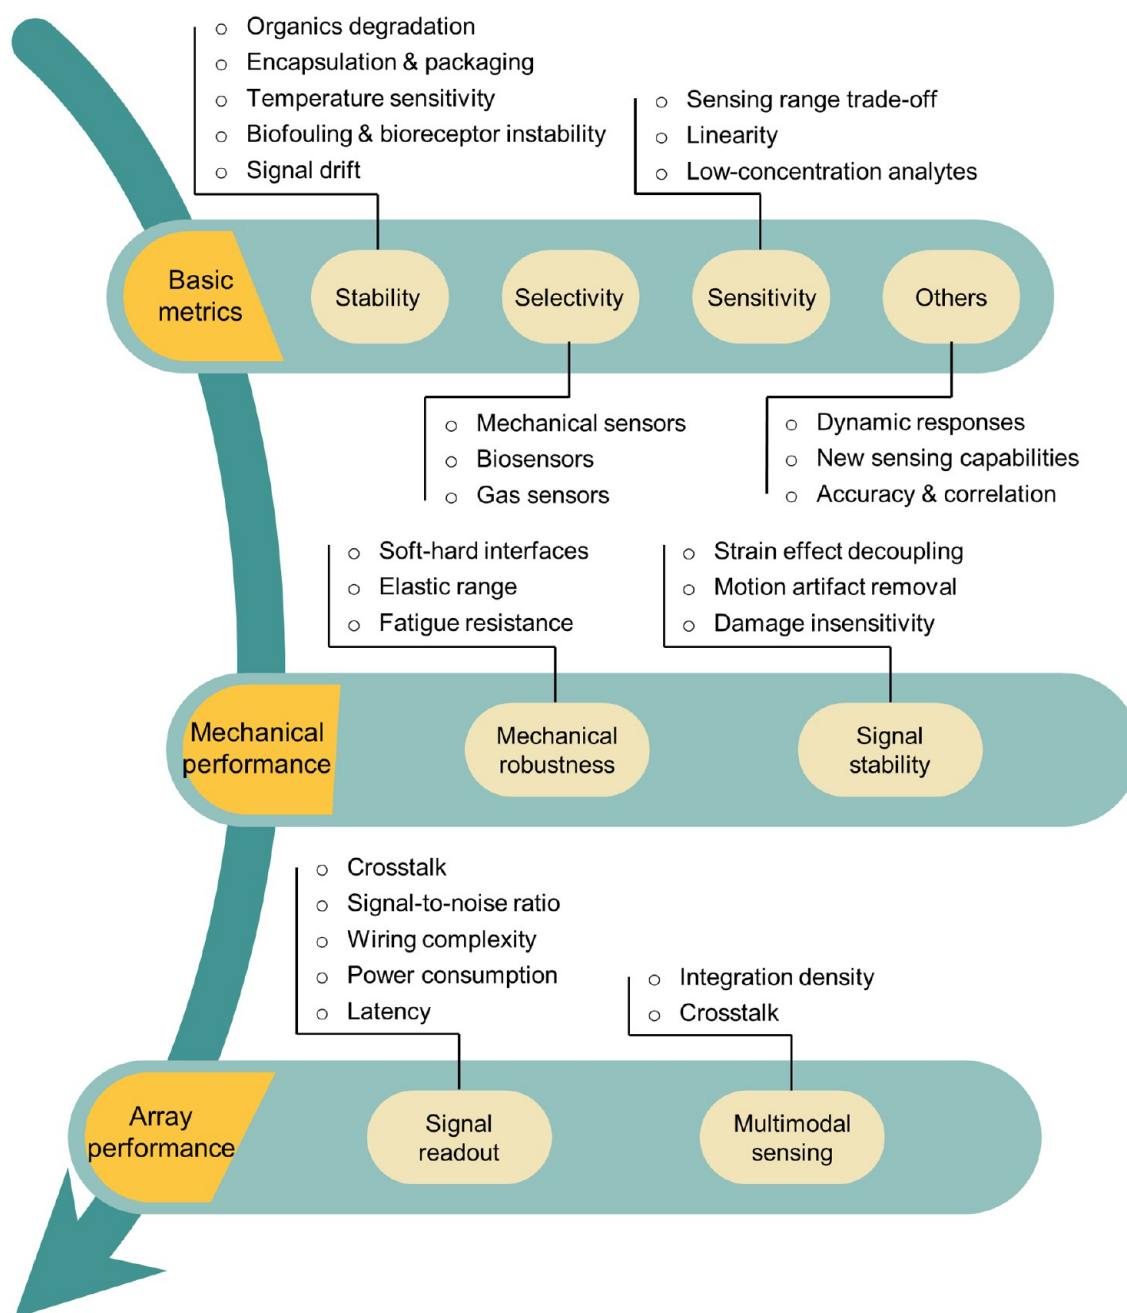 Organics degradation
Encapsulation & packaging
Temperature sensitivity
Biofouling & bioreceptor instability
Signal drift
Sensing range trade-off
Linearity
Low-concentration analytes
Basic
metrics
Stability
Selectivity
Sensitivity
Others
Mechanical sensors
Biosensors
Gas sensors
Dynamic responses
New sensing capabilities
Accuracy & correlation
Soft-hard interfaces
Elastic range
Fatigue resistance
Strain effect decoupling
Motion artifact removal
Damage insensitivity
Mechanical
performance
Mechanical
robustness
Signal
stability
Crosstalk
Signal-to-noise ratio
Wiring complexity
Power consumption
Latency
Integration density
Crosstalk
Array
performance
Signal
readout
Multimodal
sensing